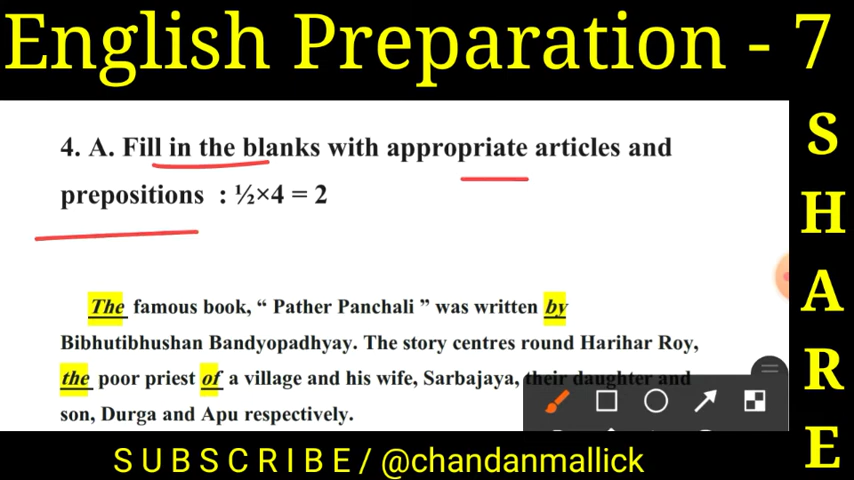 English Preparation - 7
4. A. Fill in the blanks with appropriate articles and
prepositions : ½×4 = 2
The famous book, “ Pather Panchali ” was written by
Bibhutibhushan Bandyopadhyay. The story centres round Harihar Roy,
the poor priest of a village and his wife, Sarbajaya, their daughter and
son, Durga and Apu respectively.
SHARE
SUBSCRIBE/ @chandanmallick